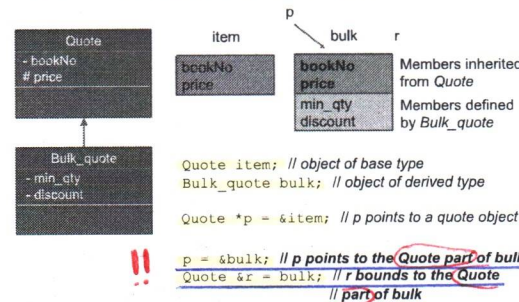 p
Quote
- bookNo
# price
item
bookNo
price
bulk
r
bookNo
price
min_qty
discount
Members inherited
from Quote
Members defined
by Bulk_quote
Bulk_quote
- min_qty
- discount
Quote item; // object of base type
Bulk_quote bulk; // object of derived type
Quote *p = &item; // p points to a quote object
!! p = &bulk; // p points to the Quote part of bulk
Quote &r = bulk; // r bounds to the Quote
// part of bulk